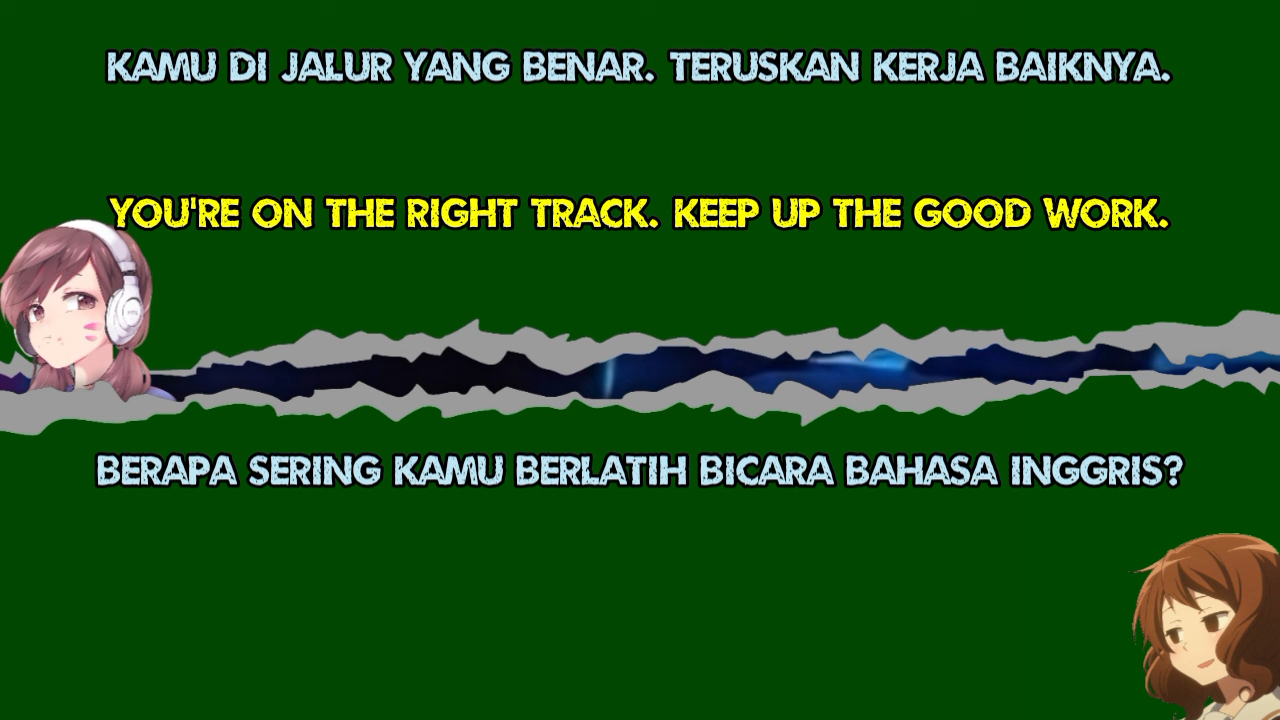 KAMU DI JALUR YANG BENAR. TERUSKAN KERJA BAIKNYA.
YOU'RE ON THE RIGHT TRACK. KEEP UP THE GOOD WORK.
BERAPA SERING KAMU BERLATIH BICARA BAHASA INGGRIS?